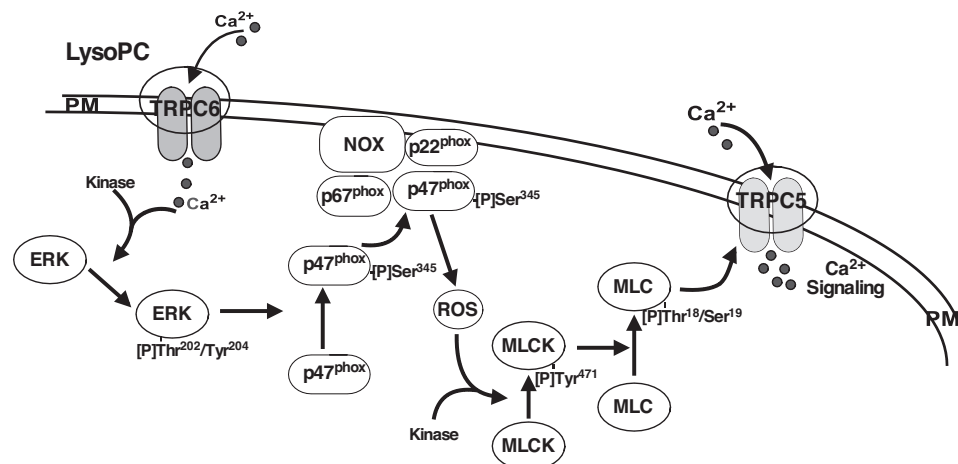 Ca²⁺
LysoPC
PM
TRPC6
NOX
p22ᵖʰᵒˣ
Ca²⁺
Kinase
Ca²⁺
p67ᵖʰᵒˣ
p47ᵖʰᵒˣ
-[P]Ser³⁴⁵
TRPC5
ERK
p47ᵖʰᵒˣ
-[P]Ser³⁴⁵
Ca²⁺
Signaling
ERK
[P]Thr²⁰²/Tyr²⁰⁴
ROS
MLC
[P]Thr¹⁸/Ser¹⁹
PM
MLCK
[P]Tyr⁴⁷¹
p47ᵖʰᵒˣ
MLC
Kinase
MLCK